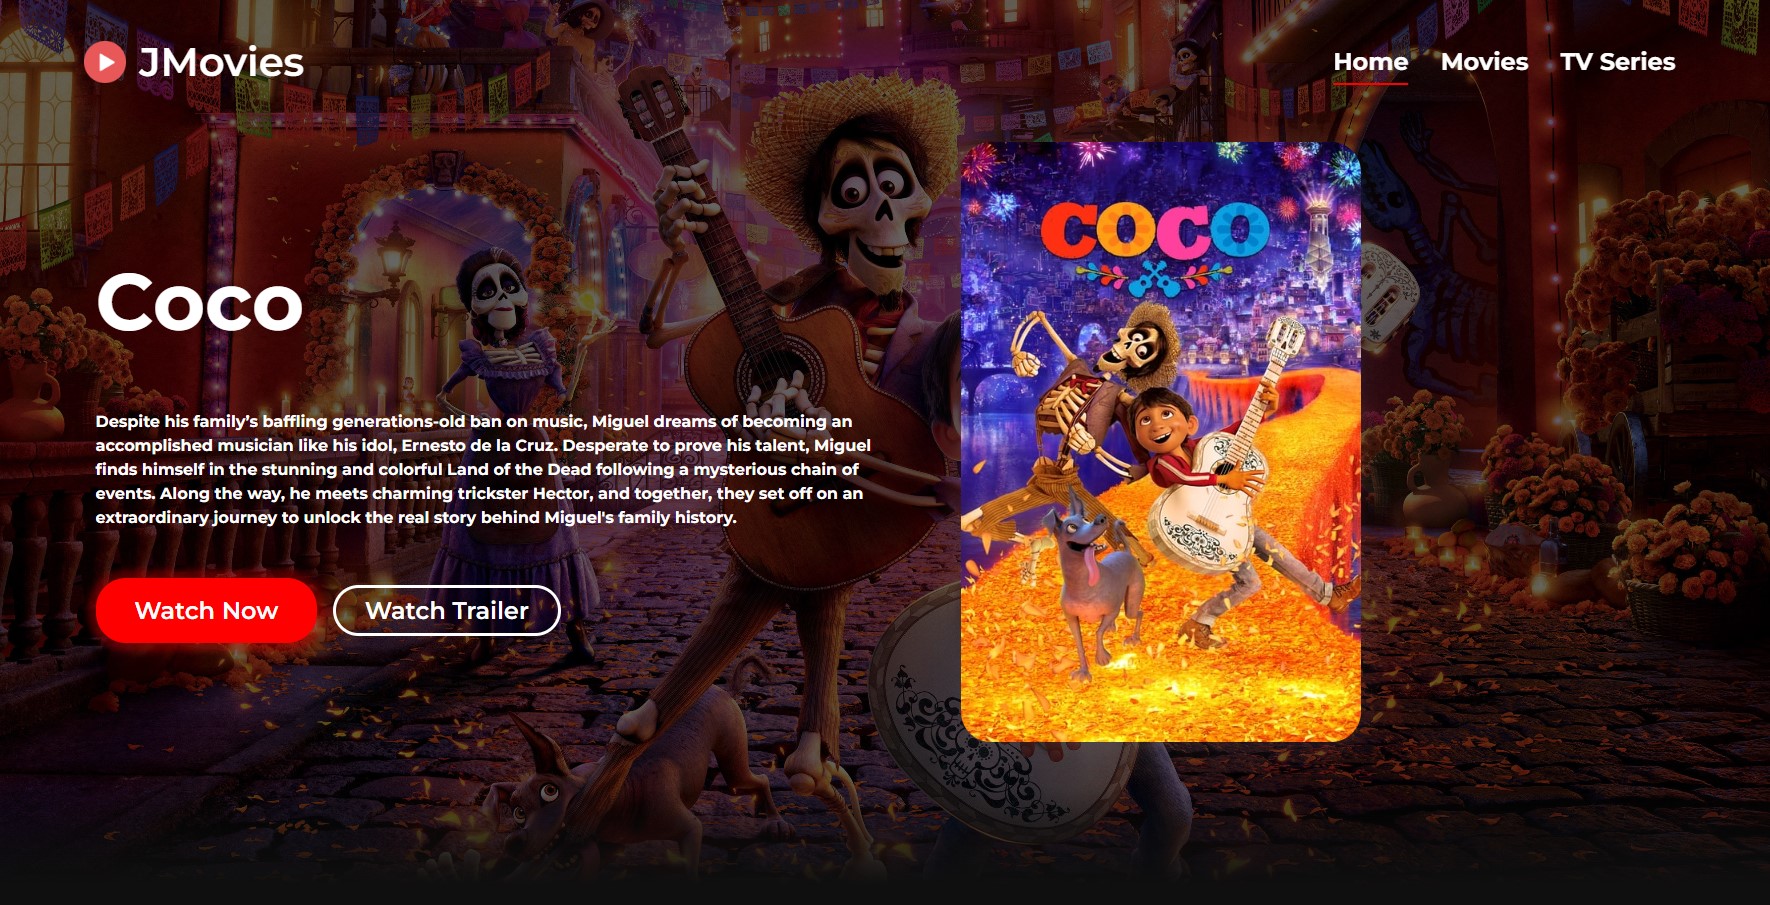 JMovies
Home Movies TV Series
COCO
Coco
Despite his family’s baffling generations-old ban on music, Miguel dreams of becoming an
accomplished musician like his idol, Ernesto de la Cruz. Desperate to prove his talent, Miguel
finds himself in the stunning and colorful Land of the Dead following a mysterious chain of
events. Along the way, he meets charming trickster Hector, and together, they set off on an
extraordinary journey to unlock the real story behind Miguel's family history.
Watch Now Watch Trailer